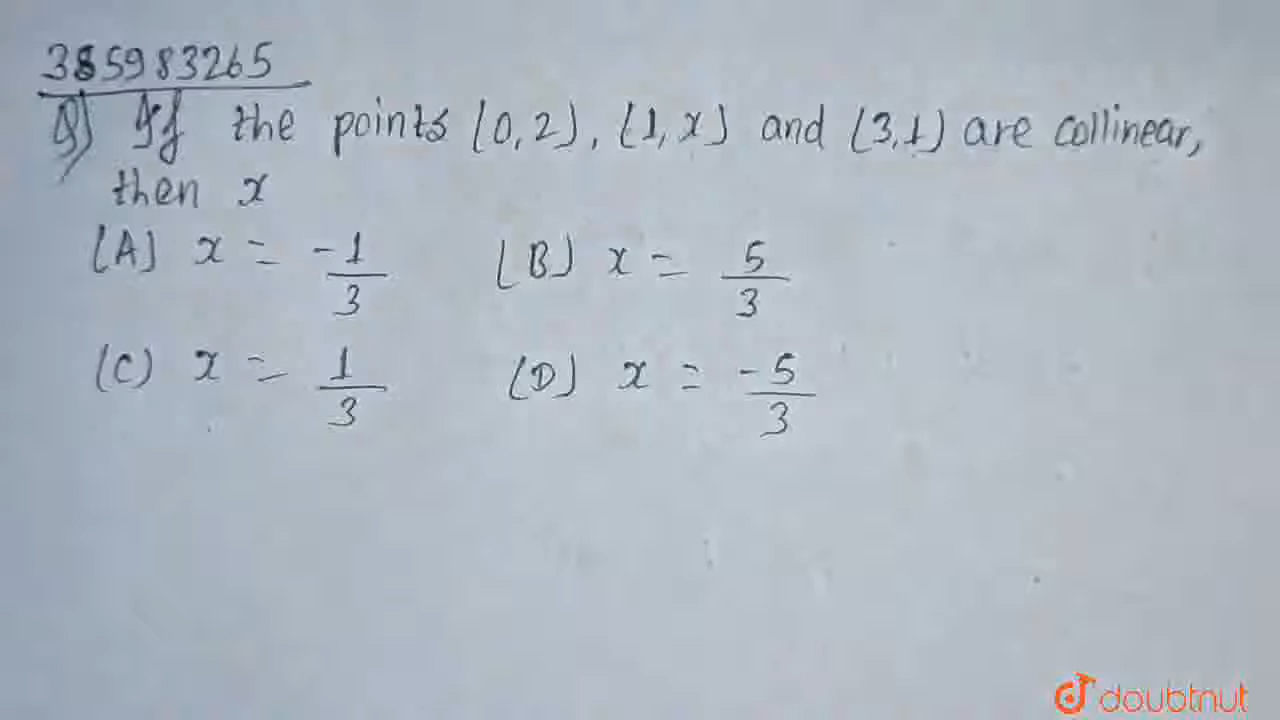 385983265
Q) If the points (0,2), (1,x) and (3,1) are collinear,
then x
(A) x = -1/3 (B) x = 5/3
(C) x = 1/3 (D) x = -5/3
doubtnut